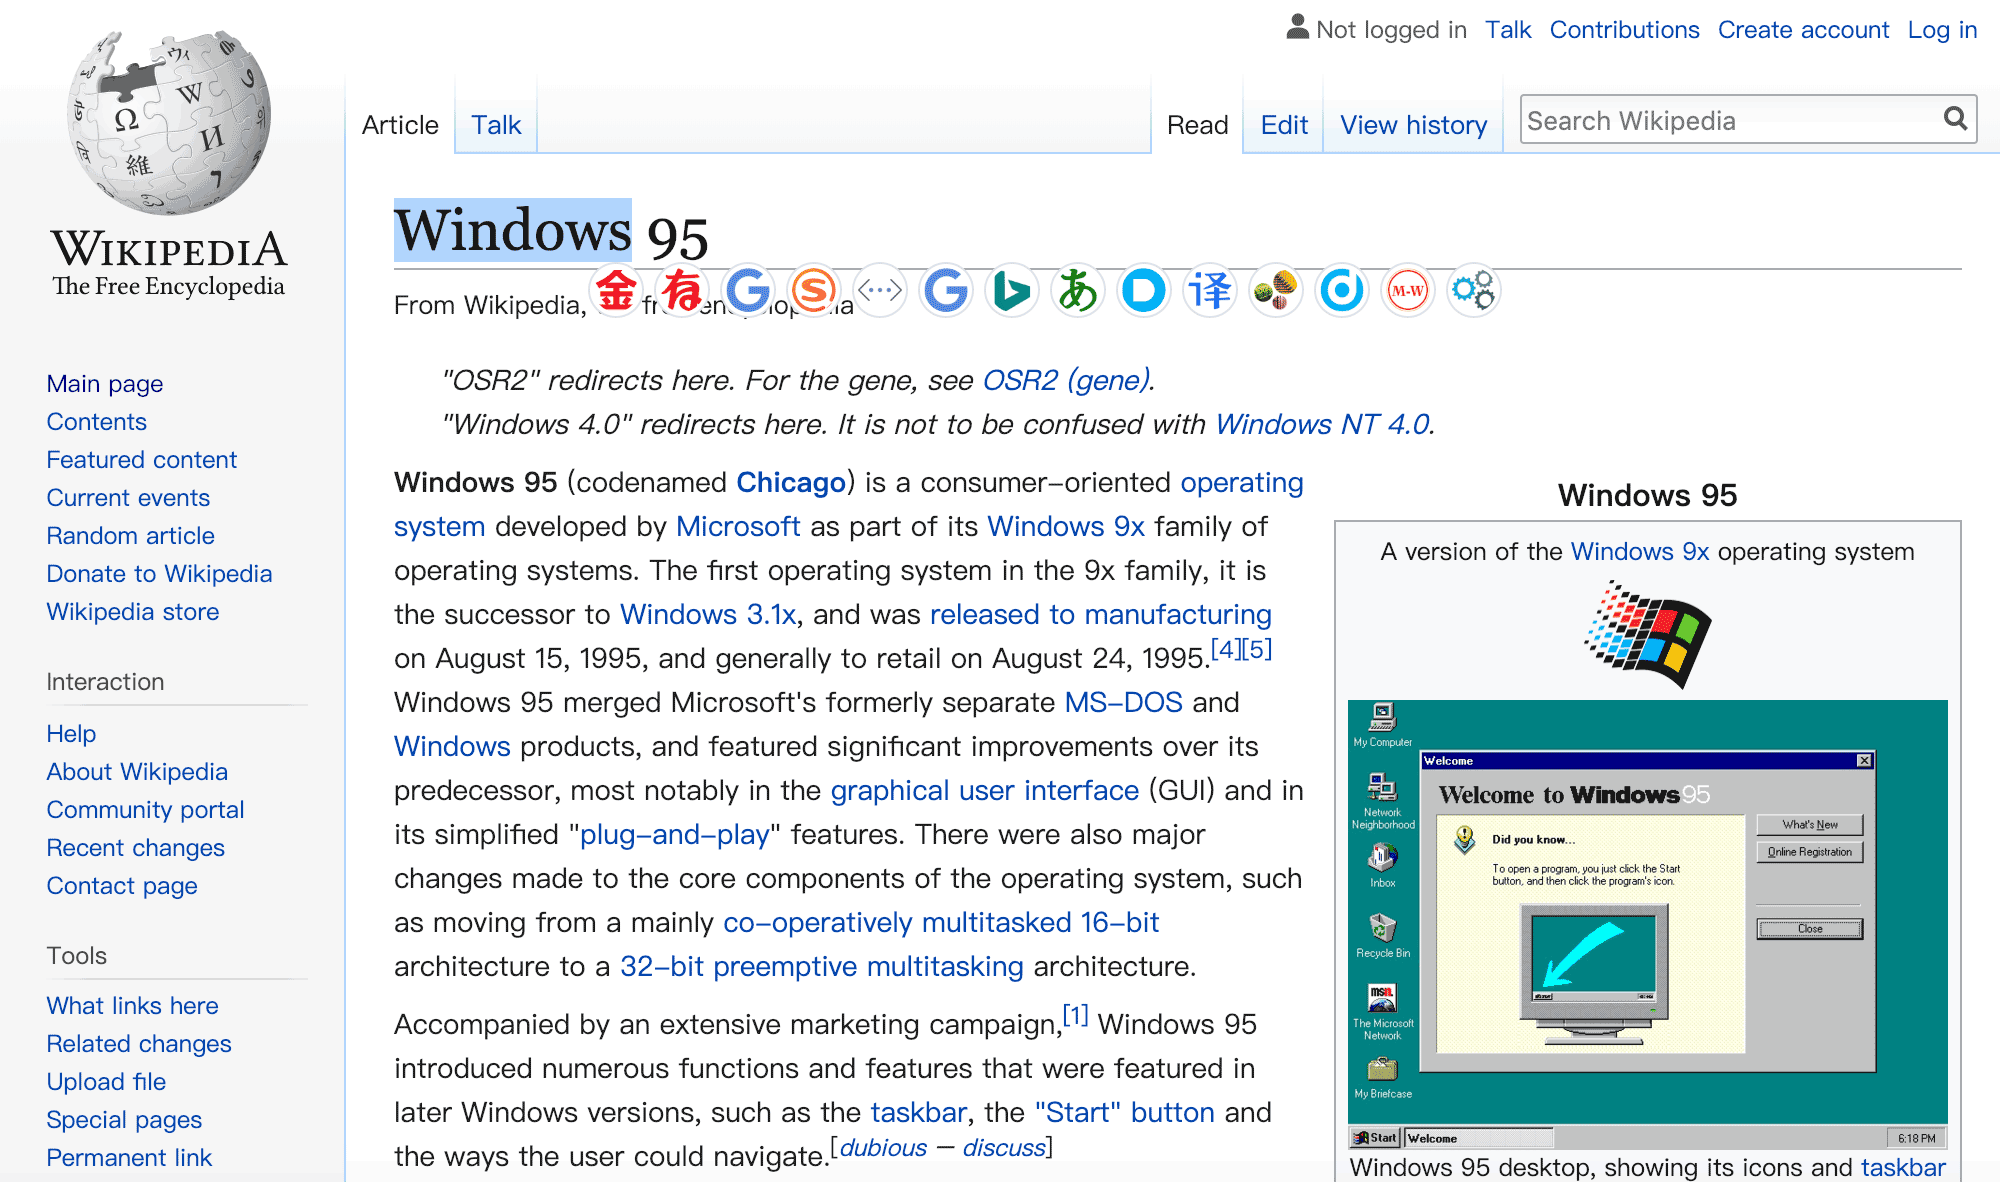 Not logged in Talk Contributions Create account Log in
Article Talk Read Edit View history Search Wikipedia
WIKIPEDIA
The Free Encyclopedia
Main page
Contents
Featured content
Current events
Random article
Donate to Wikipedia
Wikipedia store
Interaction
Help
About Wikipedia
Community portal
Recent changes
Contact page
Tools
What links here
Related changes
Upload file
Special pages
Permanent link
Windows 95
金 あ 译 M-W
From Wikipedia, encyclopedia
"OSR2" redirects here. For the gene, see OSR2 (gene).
"Windows 4.0" redirects here. It is not to be confused with Windows NT 4.0.
Windows 95 (codenamed Chicago) is a consumer-oriented operating
system developed by Microsoft as part of its Windows 9x family of
operating systems. The first operating system in the 9x family, it is
the successor to Windows 3.1x, and was released to manufacturing
on August 15, 1995, and generally to retail on August 24, 1995.[4][5]
Windows 95 merged Microsoft's formerly separate MS-DOS and
Windows products, and featured significant improvements over its
predecessor, most notably in the graphical user interface (GUI) and in
its simplified "plug-and-play" features. There were also major
changes made to the core components of the operating system, such
as moving from a mainly co-operatively multitasked 16-bit
architecture to a 32-bit preemptive multitasking architecture.
Accompanied by an extensive marketing campaign,[1] Windows 95
introduced numerous functions and features that were featured in
later Windows versions, such as the taskbar, the "Start" button and
the ways the user could navigate.[dubious – discuss]
Windows 95
A version of the Windows 9x operating system
My Computer
Network
Neighborhood
Inbox
Recycle Bin
msn.
The Microsoft
Network
My Briefcase
Welcome
Welcome to Windows95
Did you know...
To open a program, you just click the Start
button, and then click the program's icon.
What's New
Online Registration
Close
Start Welcome 6:18 PM
Windows 95 desktop, showing its icons and taskbar